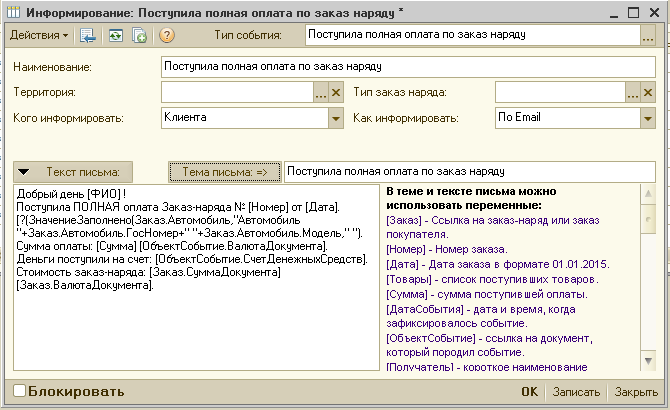 Информирование: Поступила полная оплата по заказ наряду *
Действия Тип события: Поступила полная оплата по заказ наряду ...
Наименование: Поступила полная оплата по заказ наряду
Территория: ... × Тип заказ наряда: ... ×
Кого информировать: Клиента Как информировать: По Email
Текст письма: Тема письма: => Поступила полная оплата по заказ наряду
Добрый день [ФИО]!
Поступила ПОЛНАЯ оплата Заказ-наряда № [Номер] от [Дата].
[?(ЗначениеЗаполнено(Заказ.Автомобиль,"Автомобиль
"+Заказ.Автомобиль.ГосНомер+" "+Заказ.Автомобиль.Модель," ").
Сумма оплаты: [Сумма] [ОбъектСобытие.ВалютаДокумента].
Деньги поступили на счет: [ОбъектСобытие.СчетДенежныхСредств].
Стоимость заказ-наряда: [Заказ.СуммаДокумента]
[Заказ.ВалютаДокумента].
В теме и тексте письма можно
использовать переменные:
[Заказ] - Ссылка на заказ-наряд или заказ
покупателя.
[Номер] - Номер заказа.
[Дата] - Дата заказа в формате 01.01.2015.
[Товары] - список поступивших товаров.
[Сумма] - сумма поступившей оплаты.
[ДатаСобытия] - дата и время, когда
зафиксировалось событие.
[ОбъектСобытие] - ссылка на документ,
который породил событие.
[Получатель] - короткое наименование
Блокировать OK Записать Закрыть